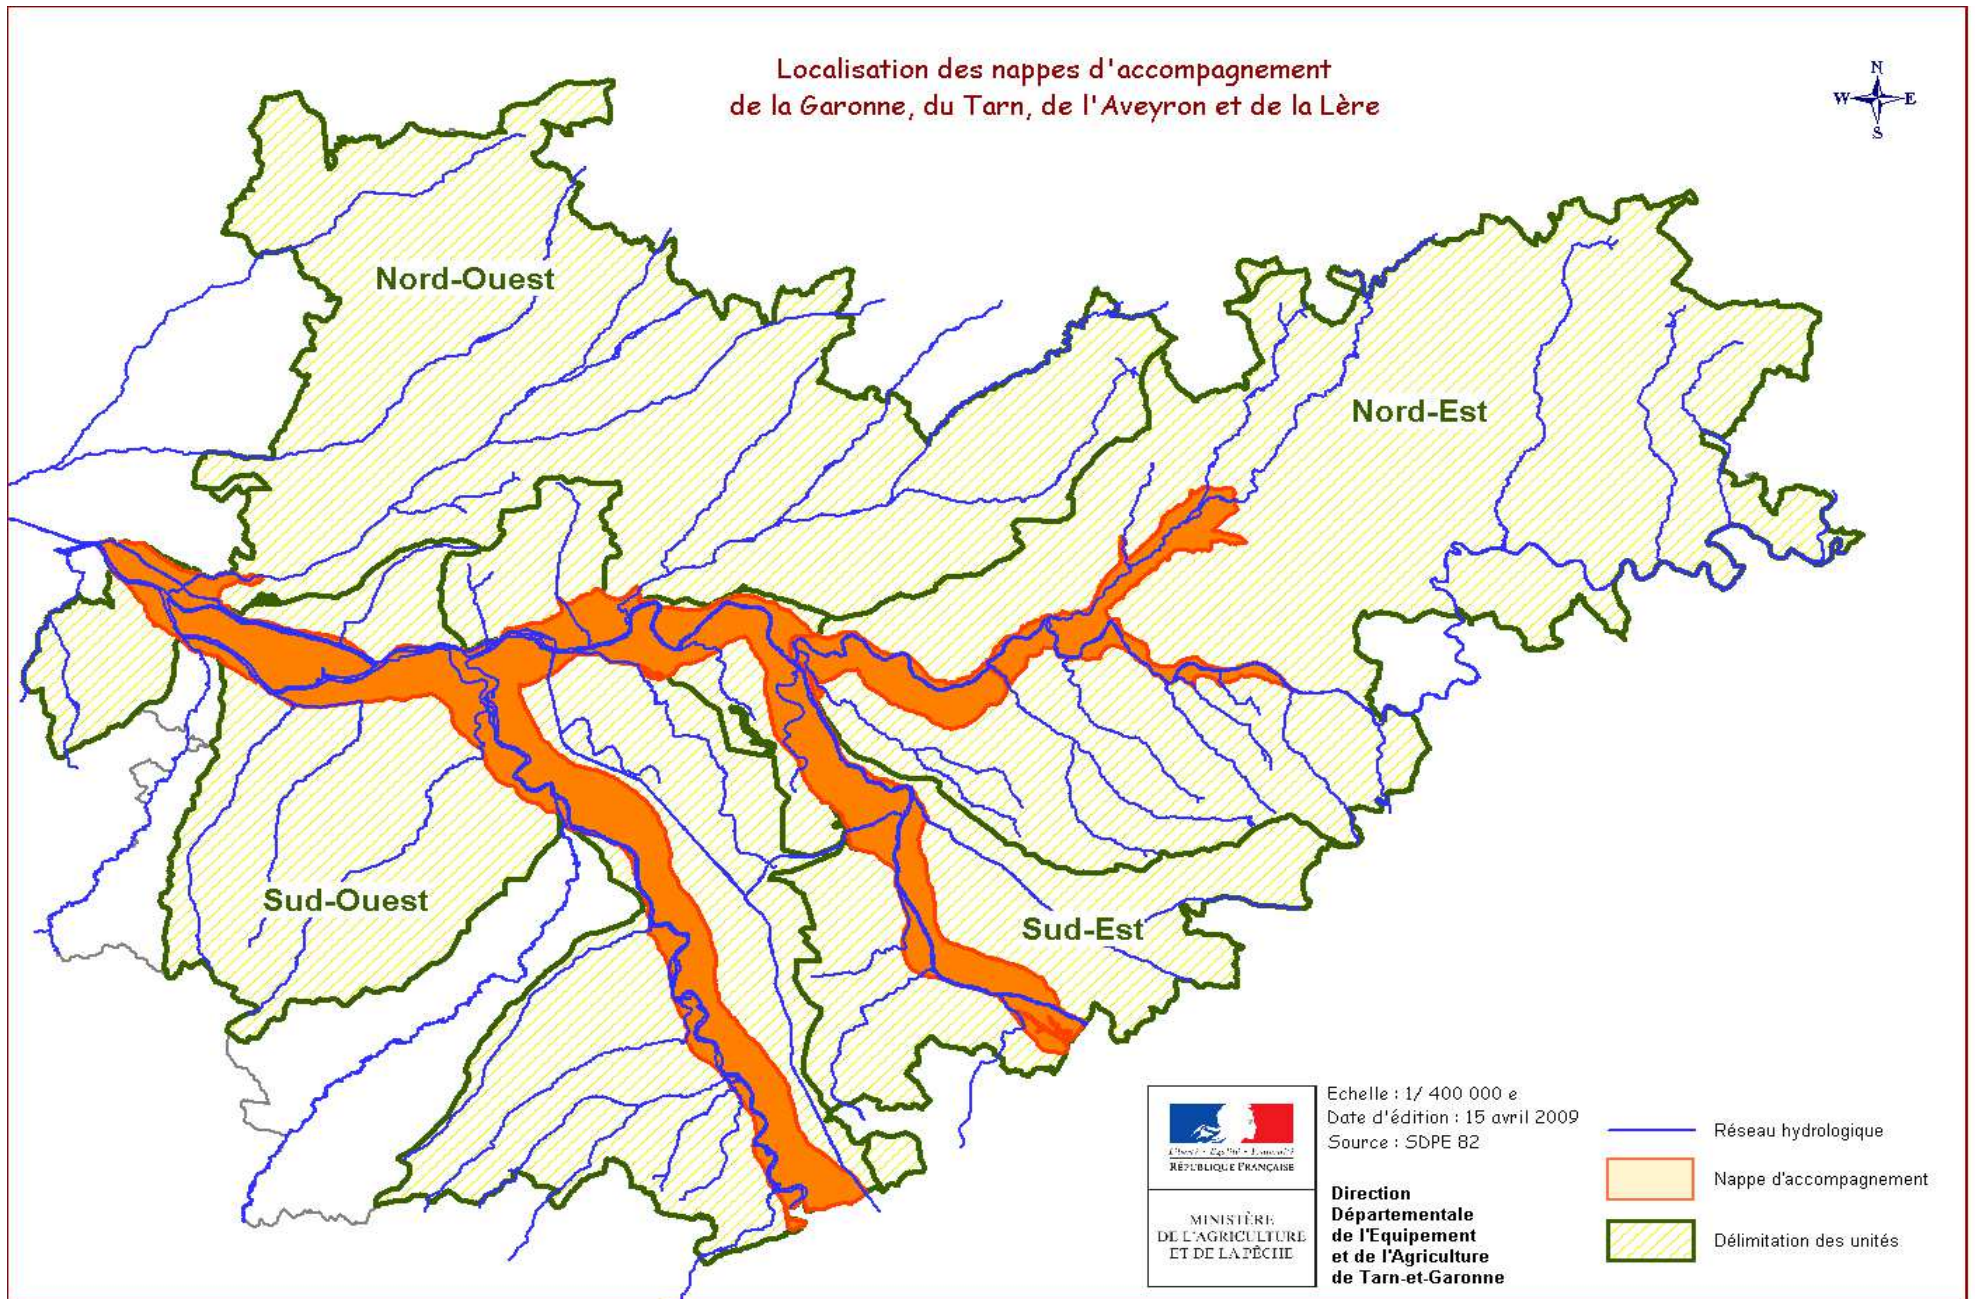 Localisation des nappes d'accompagnement
de la Garonne, du Tarn, de l'Aveyron et de la Lère
N
W E
S
Nord-Ouest
Nord-Est
Sud-Ouest
Sud-Est
Echelle : 1/ 400 000 e
Date d'édition : 15 avril 2009
Source : SDPE 82
Liberté • Égalité • Fraternité
RÉPUBLIQUE FRANÇAISE
MINISTÈRE
DE L'AGRICULTURE
ET DE LA PÊCHE
Direction
Départementale
de l'Equipement
et de l'Agriculture
de Tarn-et-Garonne
Réseau hydrologique
Nappe d'accompagnement
Délimitation des unités